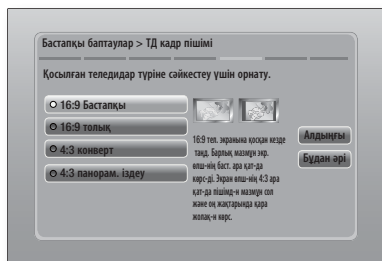 Бастапқы баптаулар > ТД кадр пішімі
Қосылған теледидар түріне сәйкестеу үшін орнату.
16:9 Бастапқы
16:9 толық
4:3 конверт
4:3 панорам. іздеу
16:9 тел. экранына қосқан кезде
таңд. Барлық мазмұн экр.
өлш-нің баст. ара қат-да
көрс-ді. Экран өлш-нің 4:3 ара
қат-да пішімд-н мазмұн сол
және оң жақтарында қара
жолақ-н көрс.
Алдыңғы
Бұдан әрі